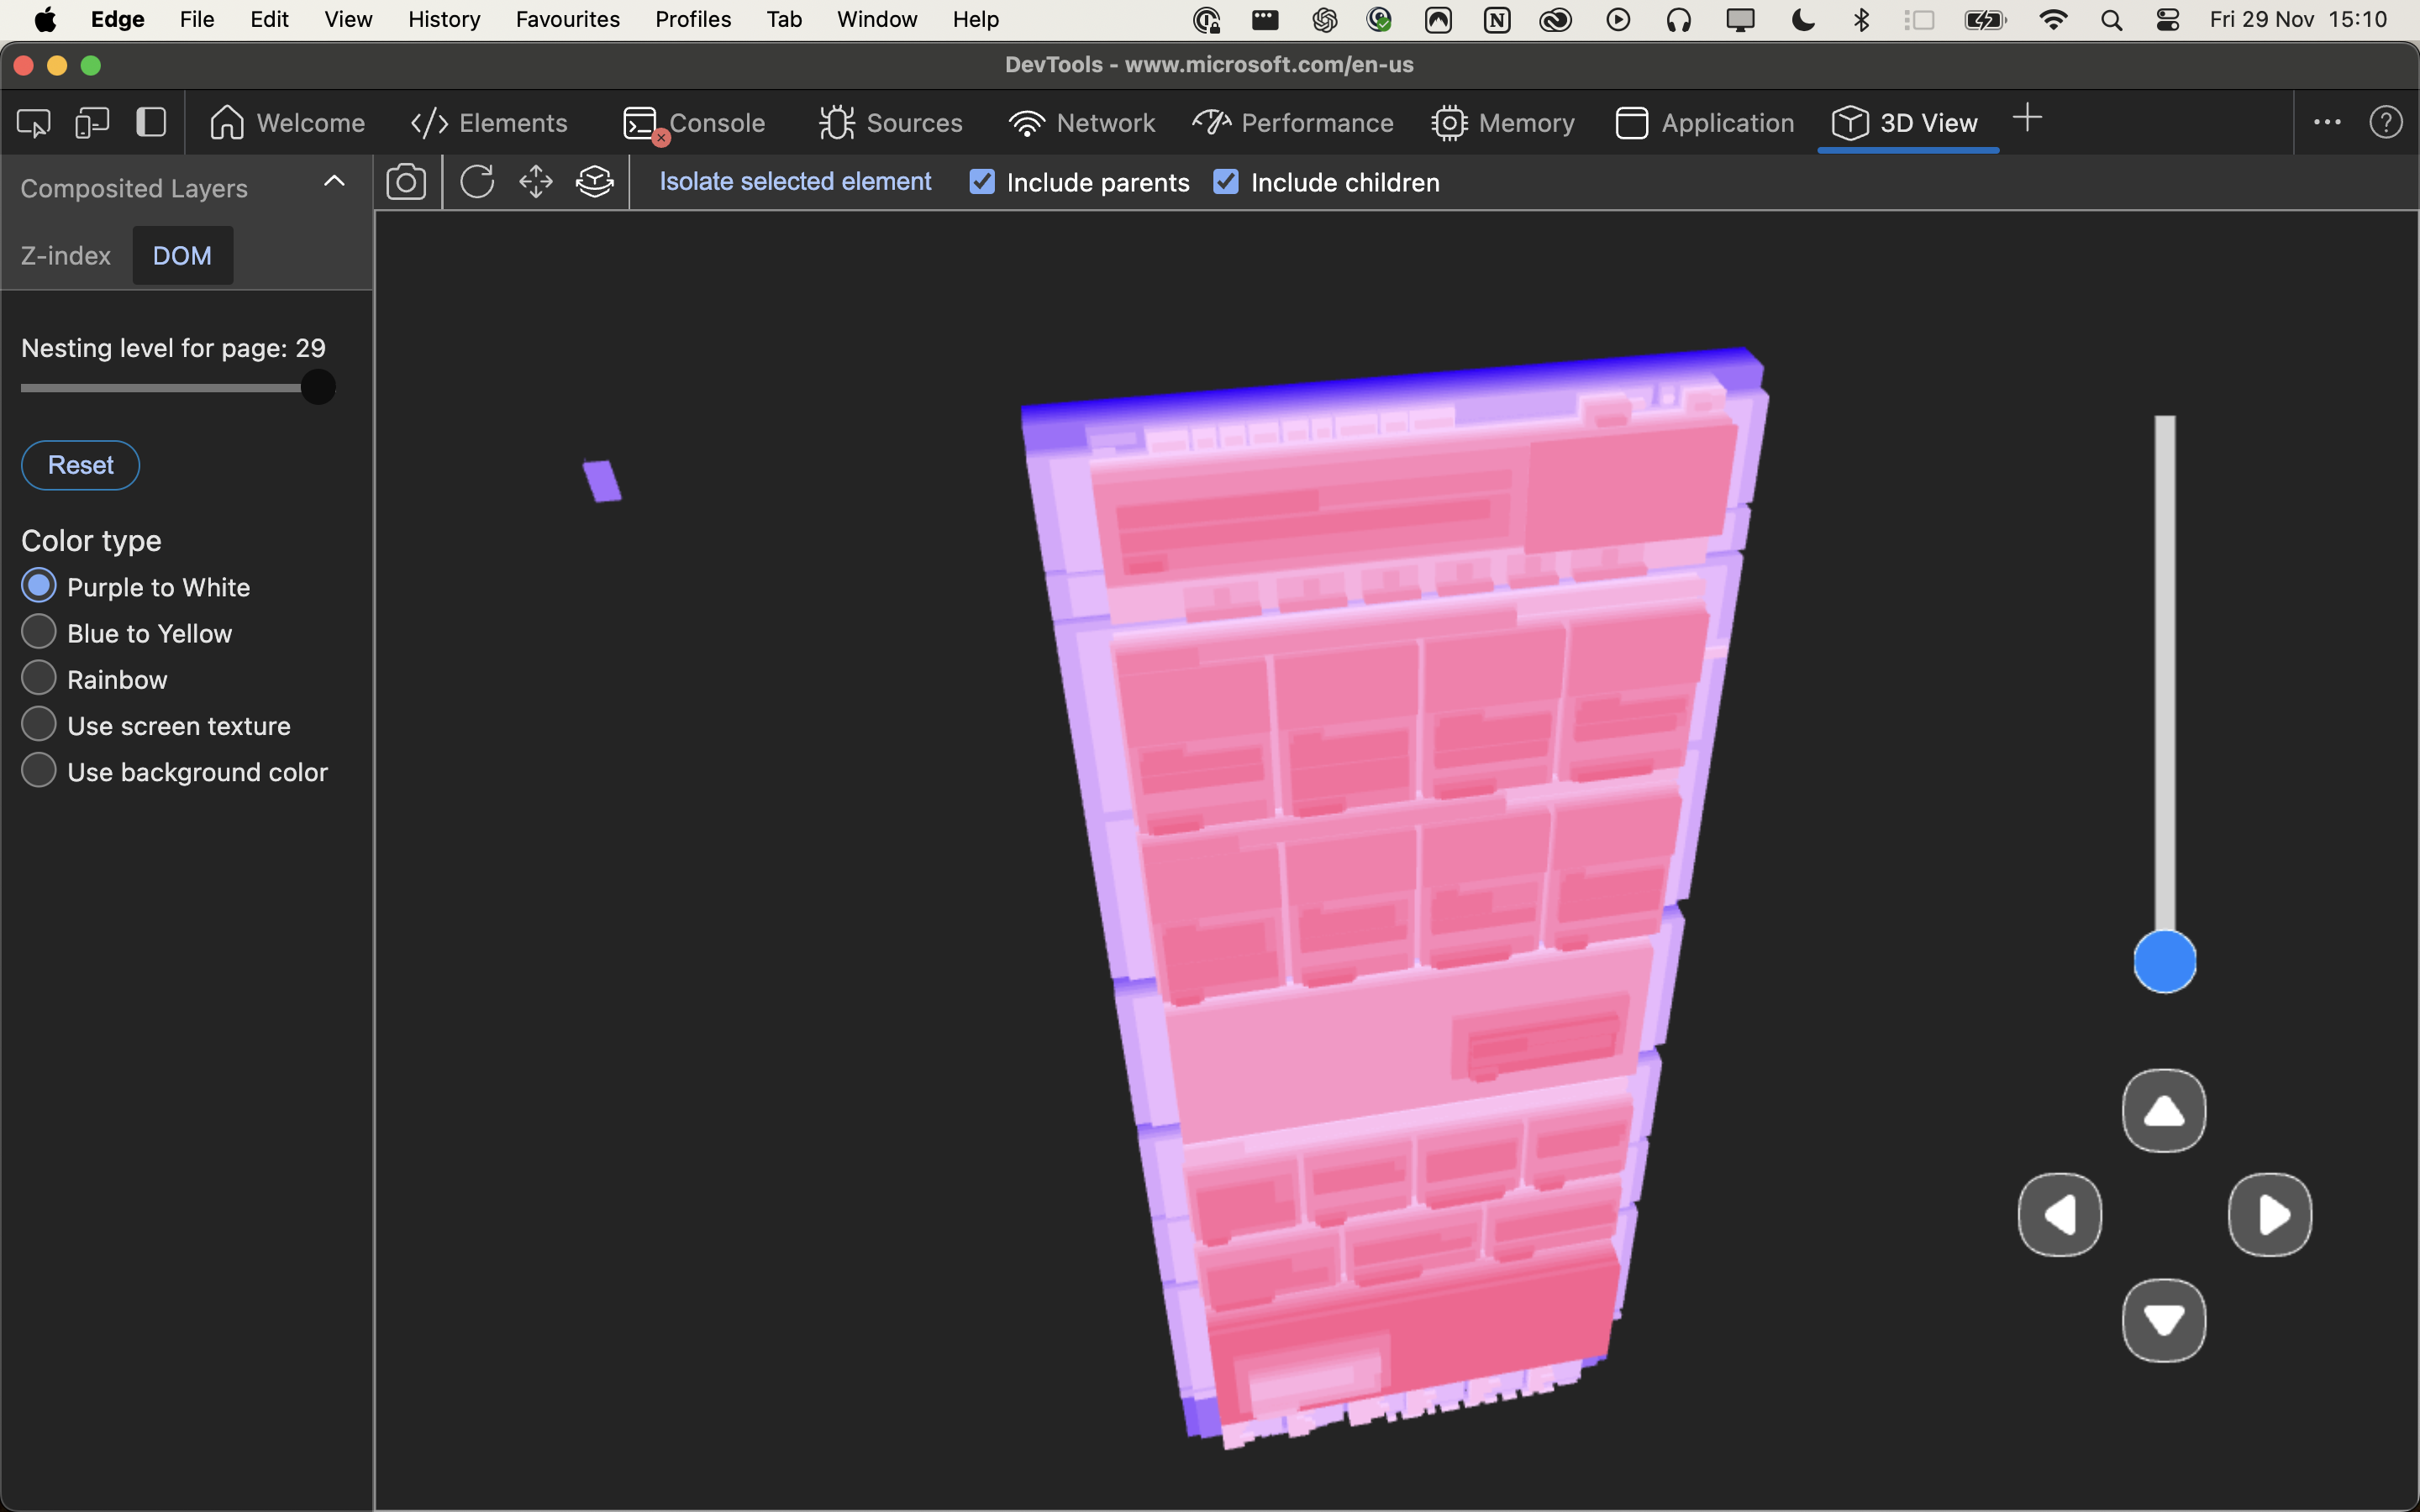 Edge File Edit View History Favourites Profiles Tab Window Help Fri 29 Nov 15:10
DevTools - www.microsoft.com/en-us
Welcome Elements Console Sources Network Performance Memory Application 3D View
Composited Layers
Isolate selected element Include parents Include children
Z-index DOM
Nesting level for page: 29
Reset
Color type
Purple to White
Blue to Yellow
Rainbow
Use screen texture
Use background color